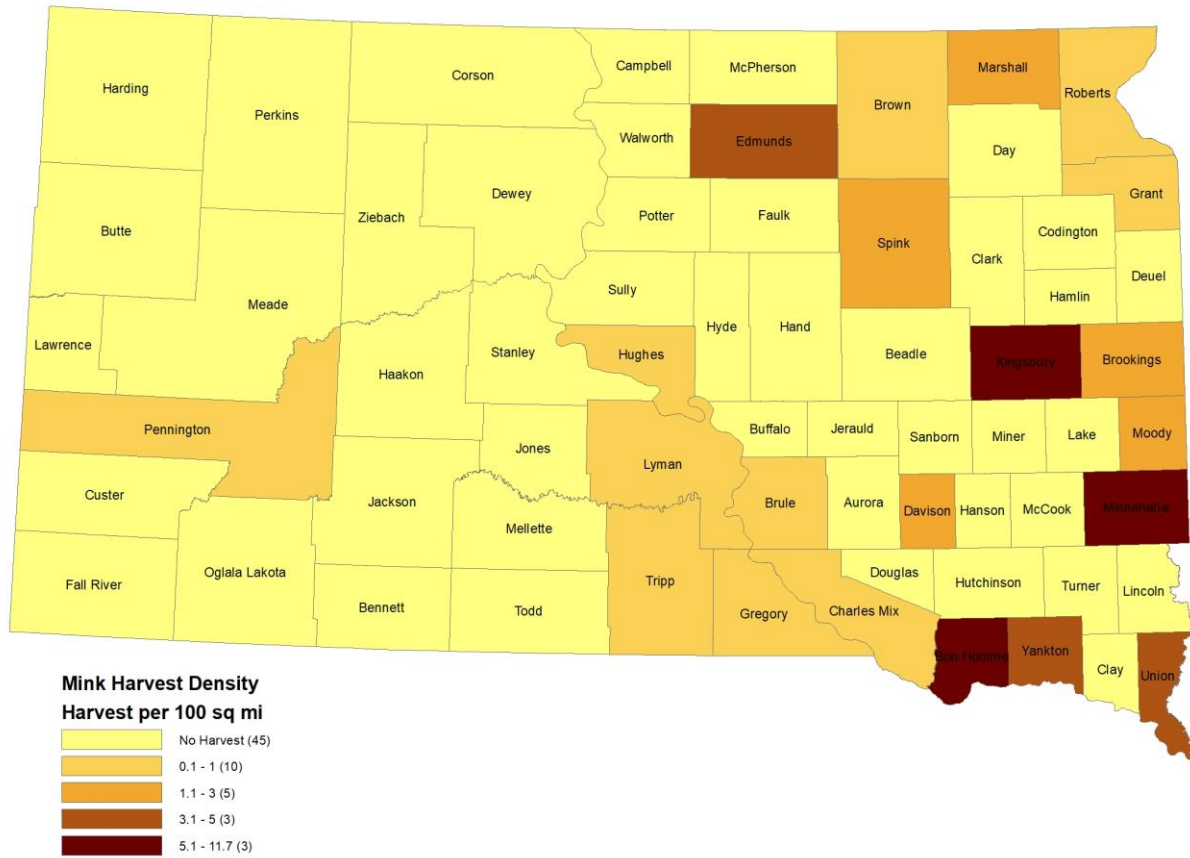 Harding
Perkins
Corson
Campbell
McPherson
Brown
Marshall
Roberts
Walworth
Edmunds
Day
Butte
Ziebach
Dewey
Potter
Faulk
Spink
Grant
Clark
Codington
Deuel
Hamlin
Lawrence
Meade
Sully
Stanley
Hyde
Hand
Beadle
Kingsbury
Brookings
Haakon
Hughes
Pennington
Jones
Lyman
Buffalo
Jerauld
Sanborn
Miner
Lake
Moody
Custer
Jackson
Mellette
Brule
Aurora
Davison
Hanson
McCook
Minnehaha
Fall River
Oglala Lakota
Bennett
Todd
Tripp
Gregory
Charles Mix
Douglas
Hutchinson
Turner
Lincoln
Bon Homme
Yankton
Clay
Union
Mink Harvest Density
Harvest per 100 sq mi
No Harvest (45)
0.1 - 1 (10)
1.1 - 3 (5)
3.1 - 5 (3)
5.1 - 11.7 (3)